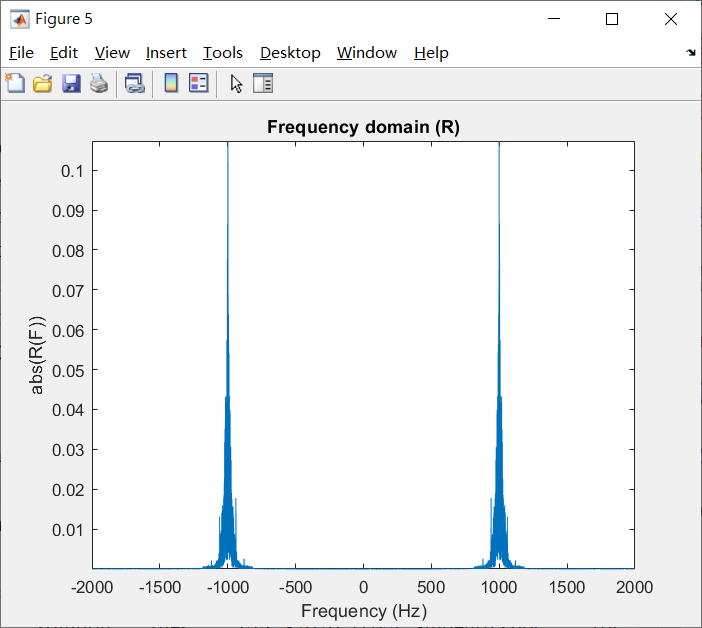 Figure 5
File Edit View Insert Tools Desktop Window Help
Frequency domain (R)
0.1
0.09
0.08
0.07
0.06
0.05
0.04
0.03
0.02
0.01
abs(R(F))
-2000 -1500 -1000 -500 0 500 1000 1500 2000
Frequency (Hz)